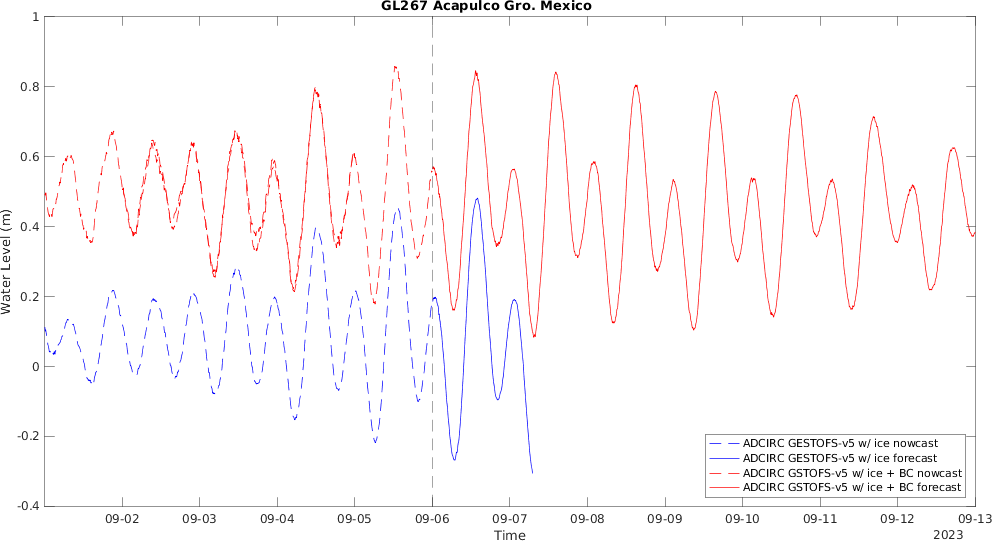 GL267 Acapulco Gro. Mexico
1
0.8
0.6
0.4
0.2
0
-0.2
-0.4
Water Level (m)
ADCIRC GESTOFS-v5 w/ ice nowcast
ADCIRC GESTOFS-v5 w/ ice forecast
ADCIRC GSTOFS-v5 w/ ice + BC nowcast
ADCIRC GSTOFS-v5 w/ ice + BC forecast
09-02 09-03 09-04 09-05 09-06 09-07 09-08 09-09 09-10 09-11 09-12 09-13
Time
2023